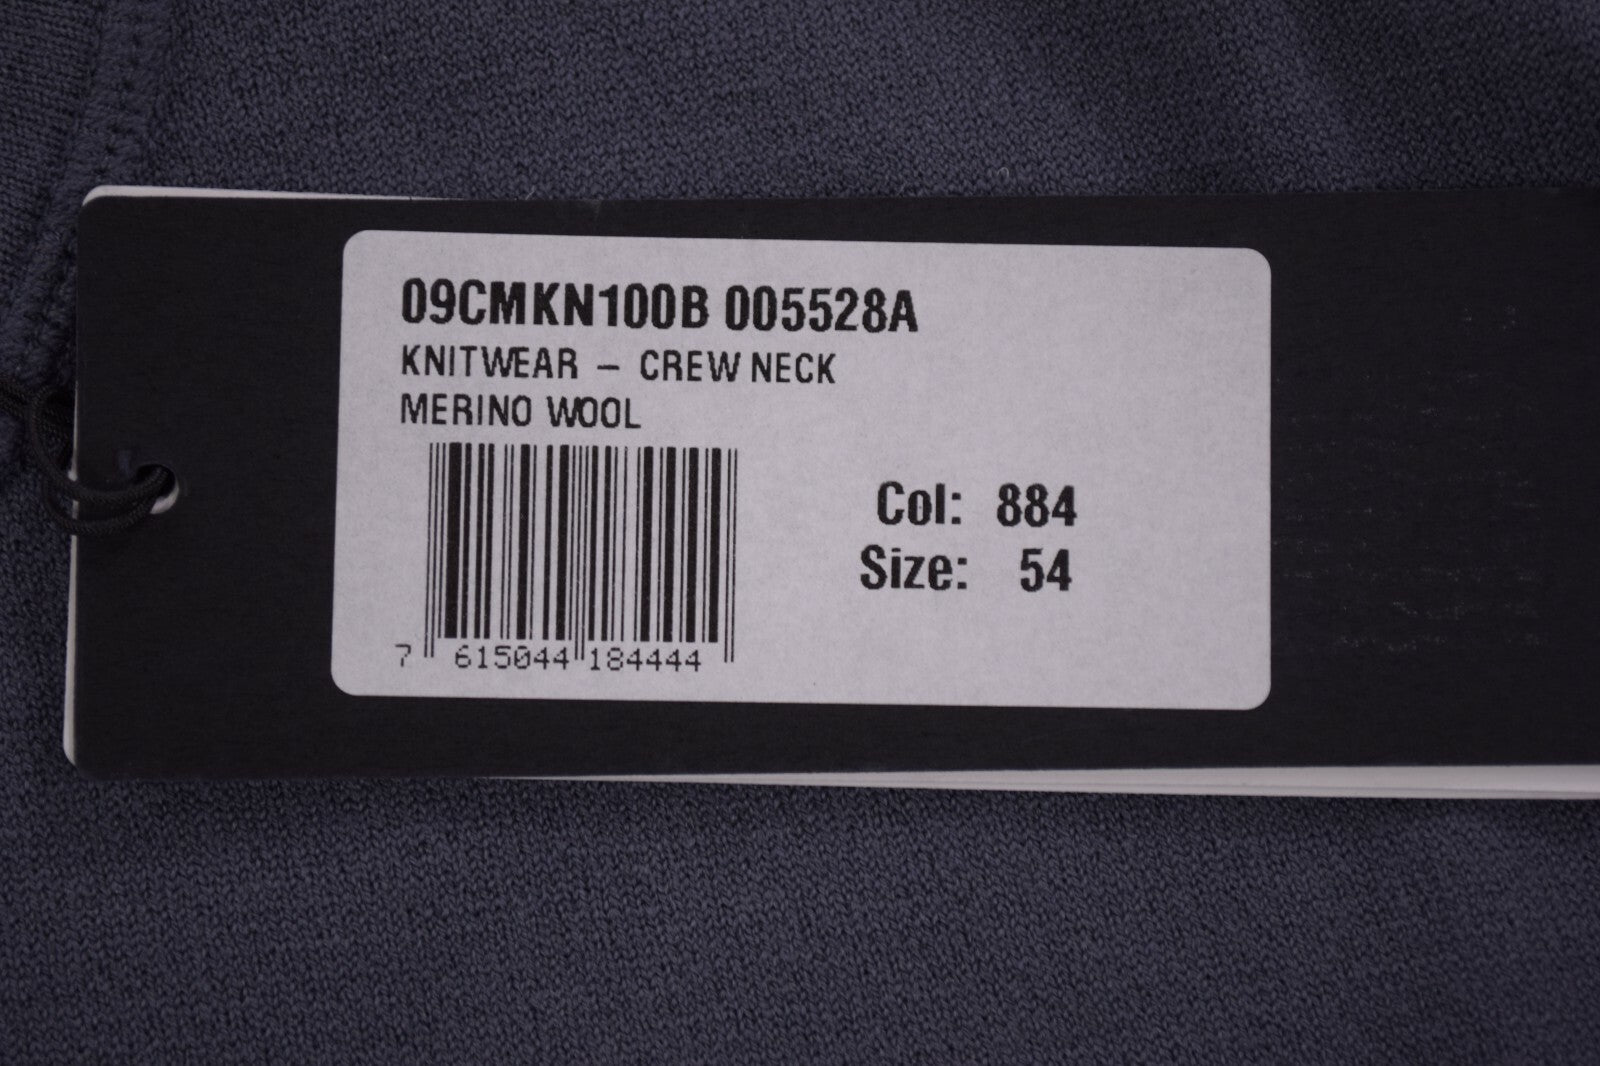 09CMKN100B 005528A
KNITWEAR – CREW NECK
MERINO WOOL
Col: 884
Size: 54
7 615044 184444